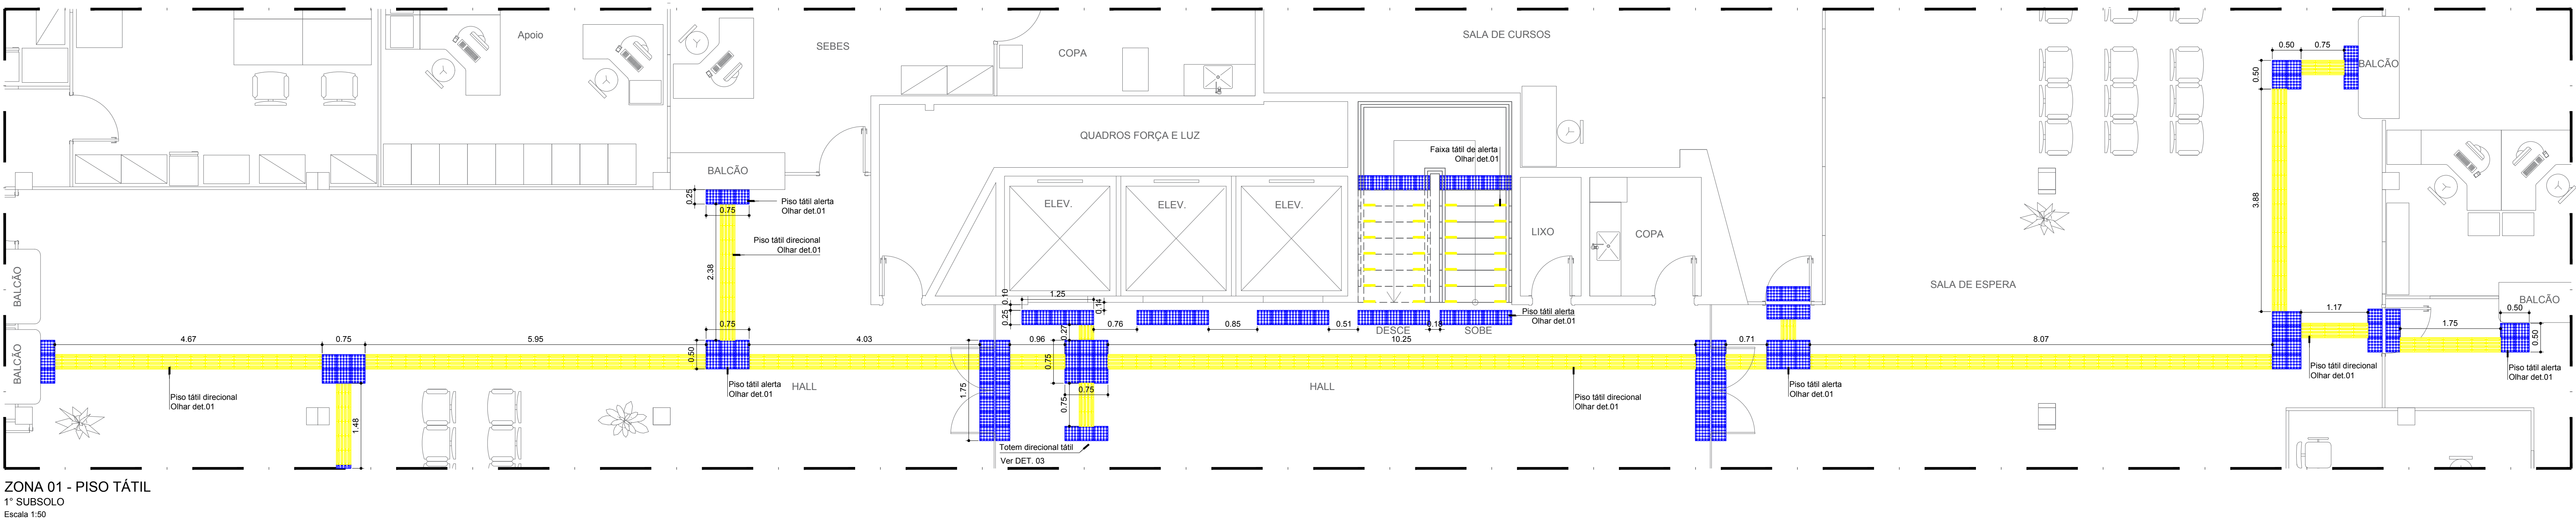 Apoio
SEBES
COPA
SALA DE CURSOS
0.50
0.75
0.50
BALCÃO
QUADROS FORÇA E LUZ
Faixa tátil de alerta
Olhar det.01
BALCÃO
0.25
0.75
Piso tátil alerta
Olhar det.01
ELEV.
ELEV.
ELEV.
3.88
LIXO
COPA
Piso tátil direcional
Olhar det.01
2.38
BALCÃO
SALA DE ESPERA
BALCÃO
0.10
1.25
0.14
0.25
0.27
0.76
0.85
0.51
DESCE
0.18
SOBE
Piso tátil alerta
Olhar det.01
1.17
0.50
1.75
0.50
0.75
4.67
0.75
5.95
0.50
4.03
0.96
0.75
10.25
0.71
8.07
BALCÃO
Piso tátil direcional
Olhar det.01
1.48
Piso tátil alerta
Olhar det.01
HALL
1.75
0.75
0.75
HALL
Piso tátil direcional
Olhar det.01
Piso tátil alerta
Olhar det.01
Piso tátil direcional
Olhar det.01
Piso tátil alerta
Olhar det.01
Totem direcional tátil
Ver DET. 03
ZONA 01 - PISO TÁTIL
1° SUBSOLO
Escala 1:50